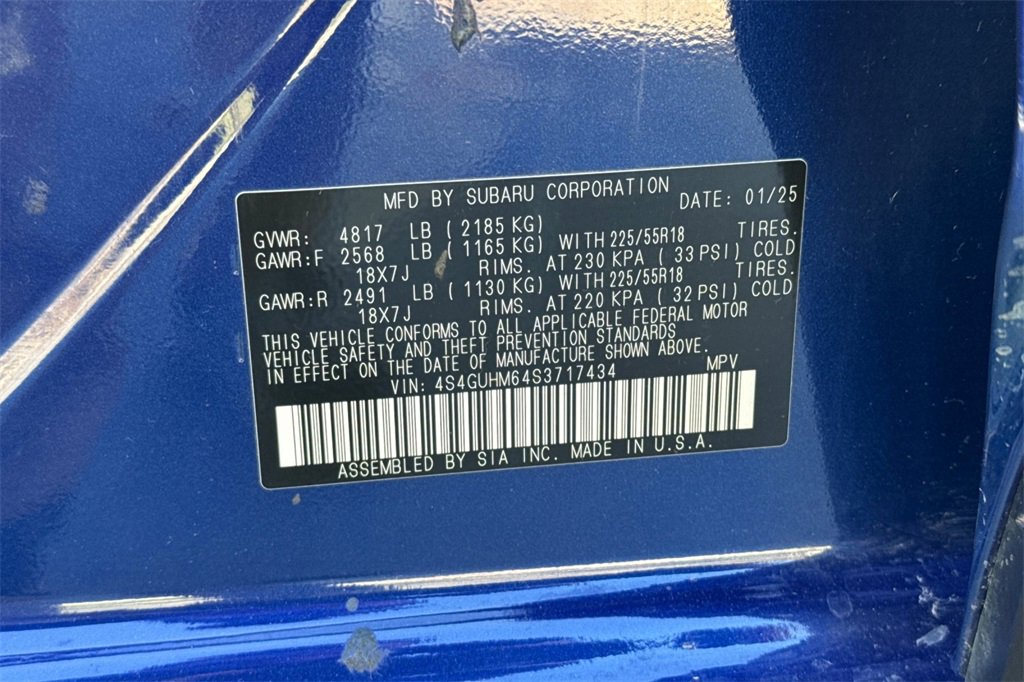 MFD BY SUBARU CORPORATION DATE: 01/25
GVWR: 4817 LB ( 2185 KG)
GAWR:F 2568 LB ( 1165 KG) WITH 225/55R18 TIRES.
18X7J RIMS. AT 230 KPA ( 33 PSI) COLD
GAWR:R 2491 LB ( 1130 KG) WITH 225/55R18 TIRES.
18X7J RIMS. AT 220 KPA ( 32 PSI) COLD
THIS VEHICLE CONFORMS TO ALL APPLICABLE FEDERAL MOTOR
VEHICLE SAFETY AND THEFT PREVENTION STANDARDS
IN EFFECT ON THE DATE OF MANUFACTURE SHOWN ABOVE.
VIN: 4S4GUHM64S3717434 MPV
ASSEMBLED BY SIA INC. MADE IN U.S.A.